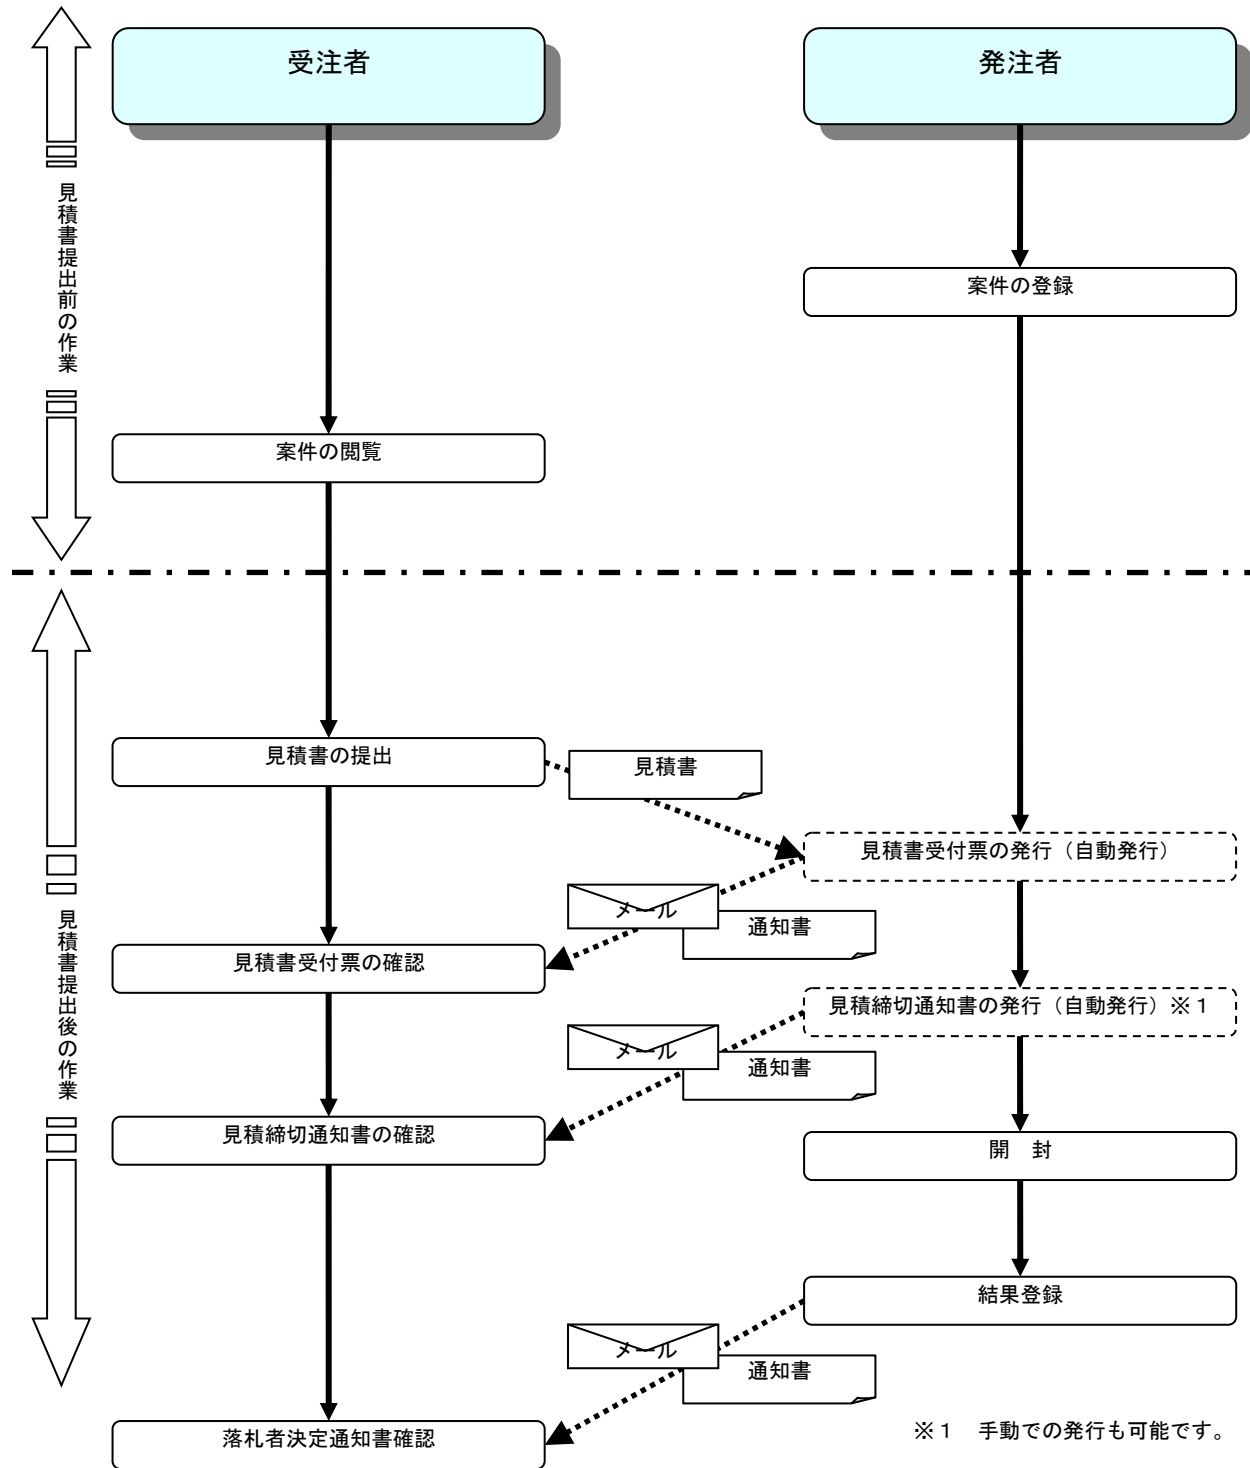 受注者
発注者
見積書提出前の作業
案件の登録
案件の閲覧
見積書提出後の作業
見積書の提出
見積書
見積書受付票の発行（自動発行）
メール
通知書
見積書受付票の確認
見積締切通知書の発行（自動発行）※１
メール
通知書
見積締切通知書の確認
開　封
結果登録
メール
通知書
落札者決定通知書確認
※１　手動での発行も可能です。